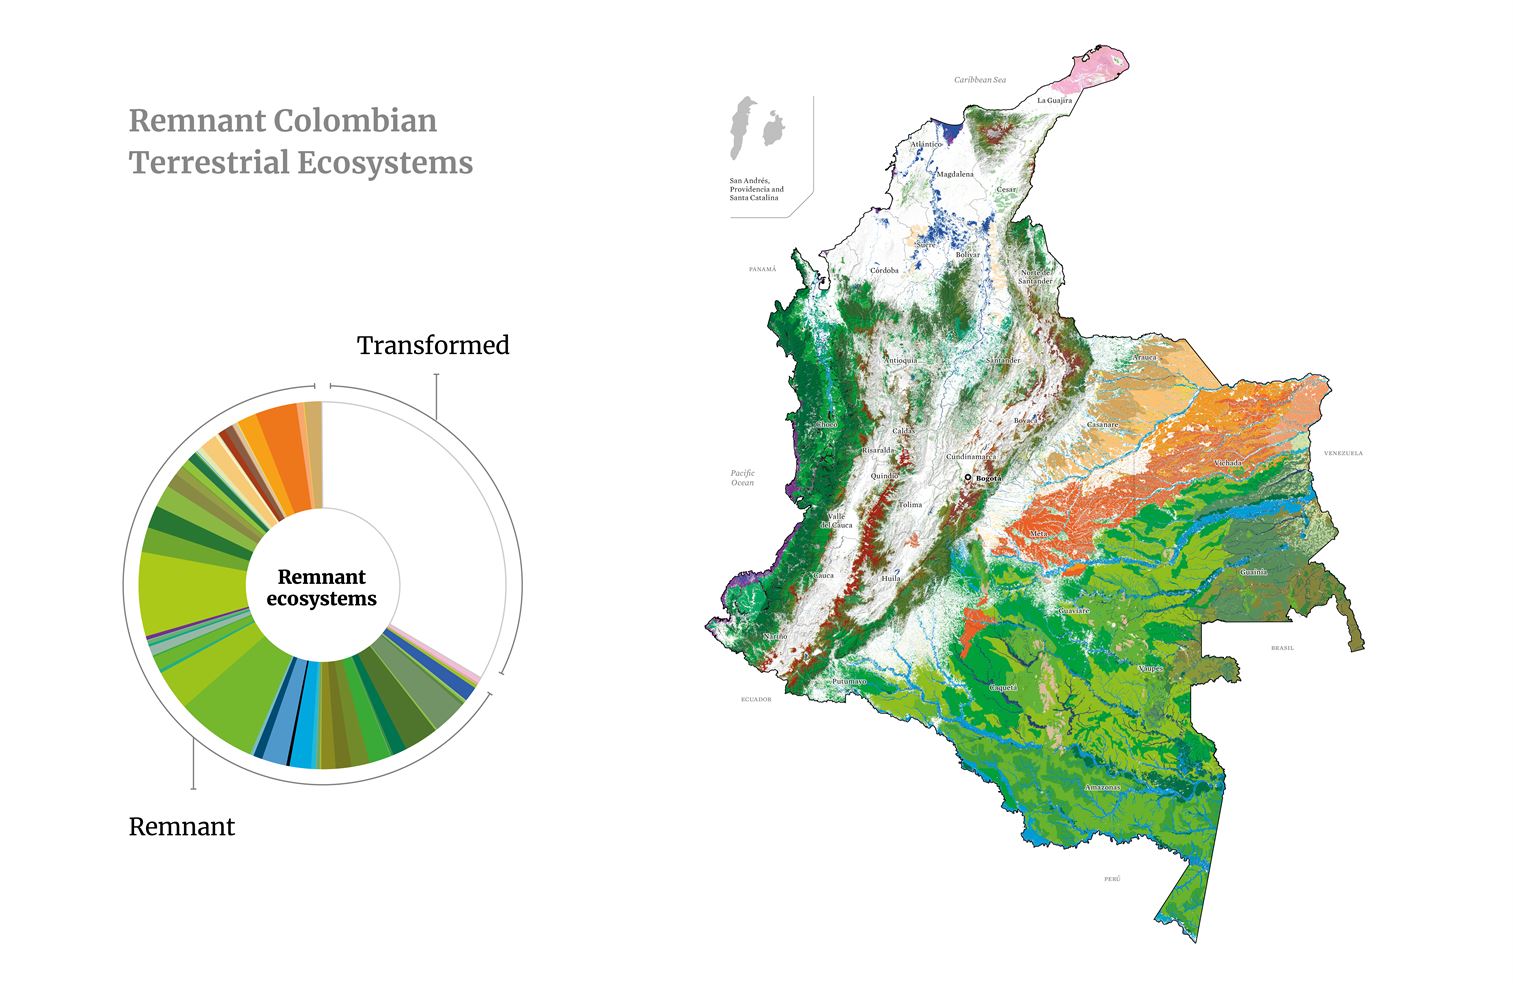 Remnant Colombian
Terrestrial Ecosystems
Transformed
Remnant
ecosystems
Remnant
Caribbean Sea
La Guajira
San Andrés,
Providencia and
Santa Catalina
Atlántico
Magdalena
Cesar
Sucre
Bolívar
Córdoba
Norte de
Santander
PANAMÁ
Antioquia
Santander
Arauca
Chocó
Caldas
Boyacá
Casanare
Risaralda
Cundinamarca
Vichada
VENEZUELA
Pacific
Ocean
Quindío
Bogotá
Tolima
Valle
del Cauca
Meta
Cauca
Huila
Guainía
Guaviare
Nariño
BRASIL
Vaupés
Putumayo
Caquetá
ECUADOR
Amazonas
PERÚ